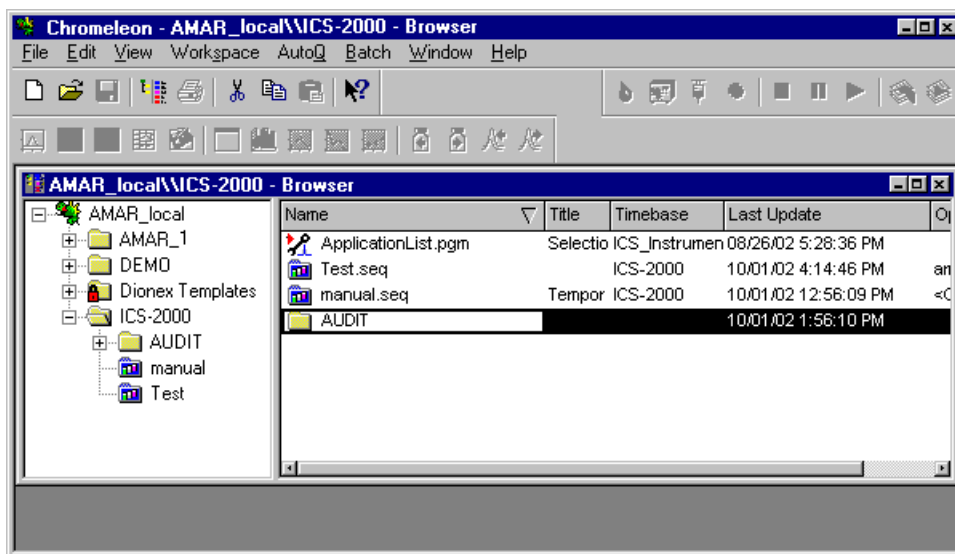 Chromeleon - AMAR_local\\ICS-2000 - Browser
File Edit View Workspace AutoQ Batch Window Help
AMAR_local\\ICS-2000 - Browser
AMAR_local
AMAR_1
DEMO
Dionex Templates
ICS-2000
AUDIT
manual
Test
Name Title Timebase Last Update
ApplicationList.pgm Selectio ICS_Instrumen 08/26/02 5:28:36 PM
Test.seq ICS-2000 10/01/02 4:14:46 PM an
manual.seq Tempor ICS-2000 10/01/02 12:56:09 PM
AUDIT 10/01/02 1:56:10 PM